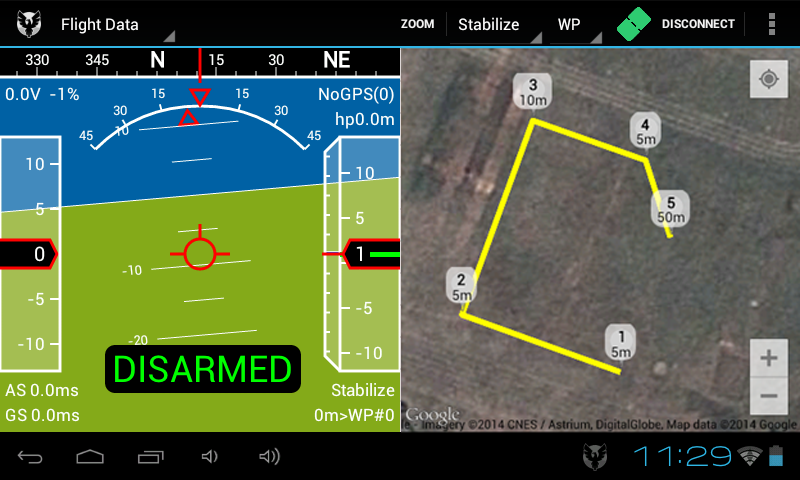 Flight Data
ZOOM
Stabilize
WP
DISCONNECT
330 345 N 15 NE
0.0V -1%
NoGPS(0)
hp0.0m
45 30 15 15 30 45
10
-10
-20
10
5
0
-5
-10
10
5
1
-5
-10
DISARMED
AS 0.0ms
GS 0.0ms
Stabilize
0m>WP#0
3
10m
4
5m
5
50m
2
5m
1
5m
+
−
Google
- Imagery ©2014 CNES / Astrium, DigitalGlobe, Map data ©2014 Google
11:29